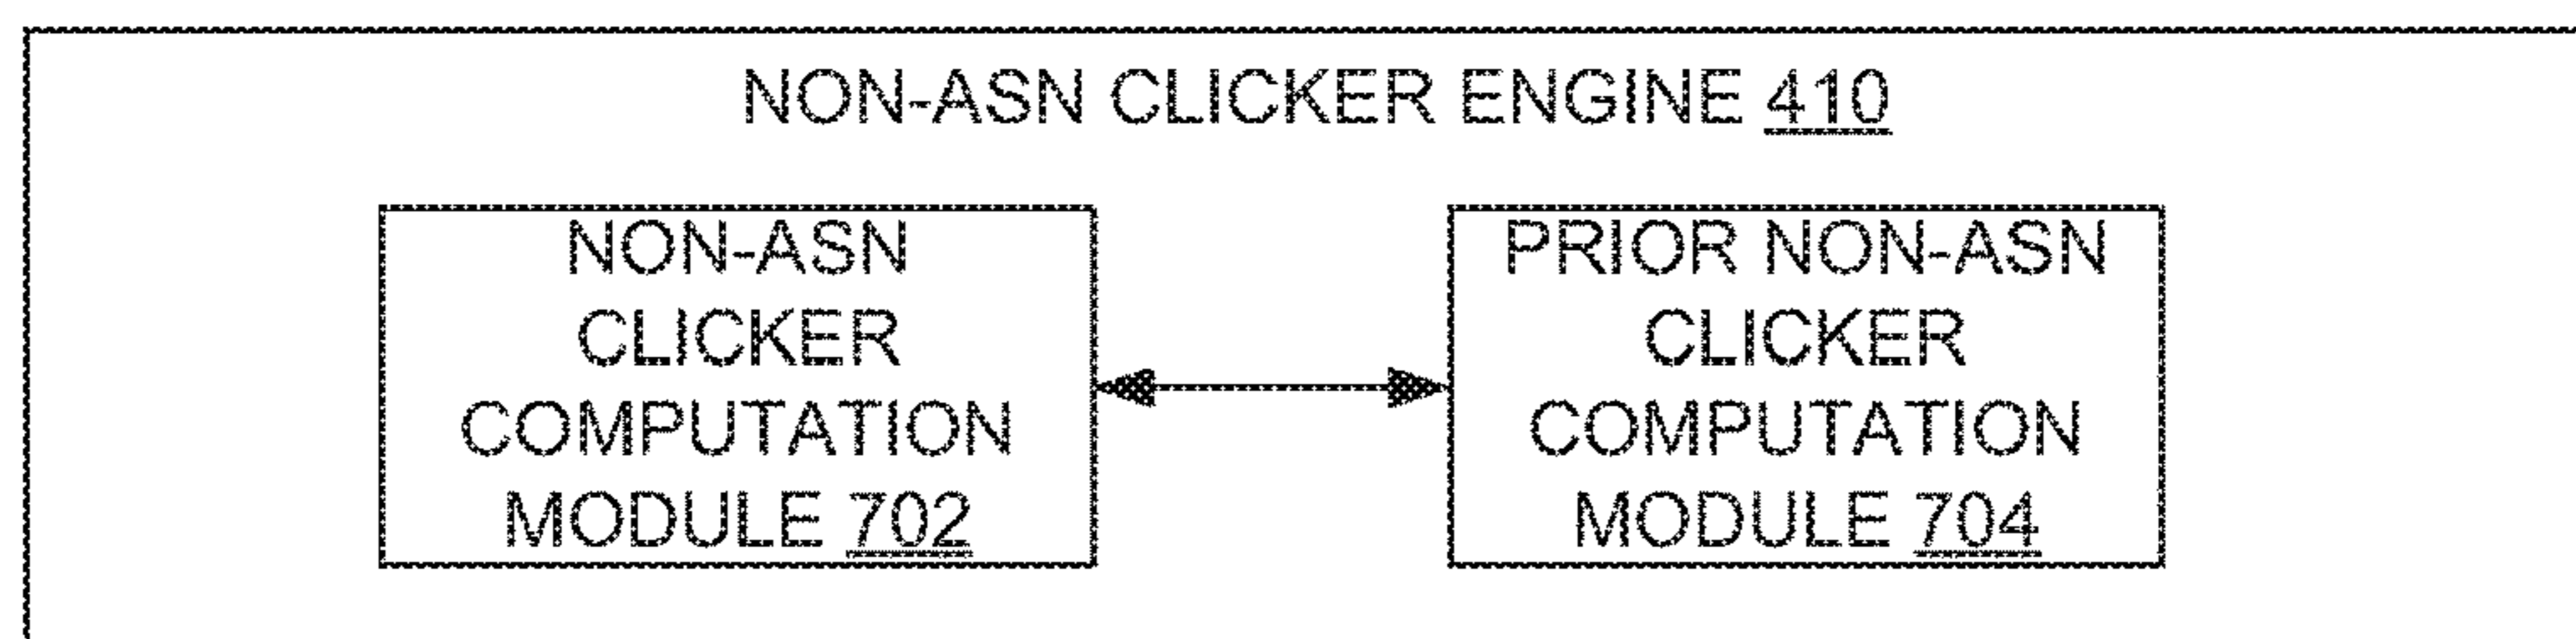 NON-ASN CLICKER ENGINE 410
NON-ASN
CLICKER
COMPUTATION
MODULE 702
PRIOR NON-ASN
CLICKER
COMPUTATION
MODULE 704